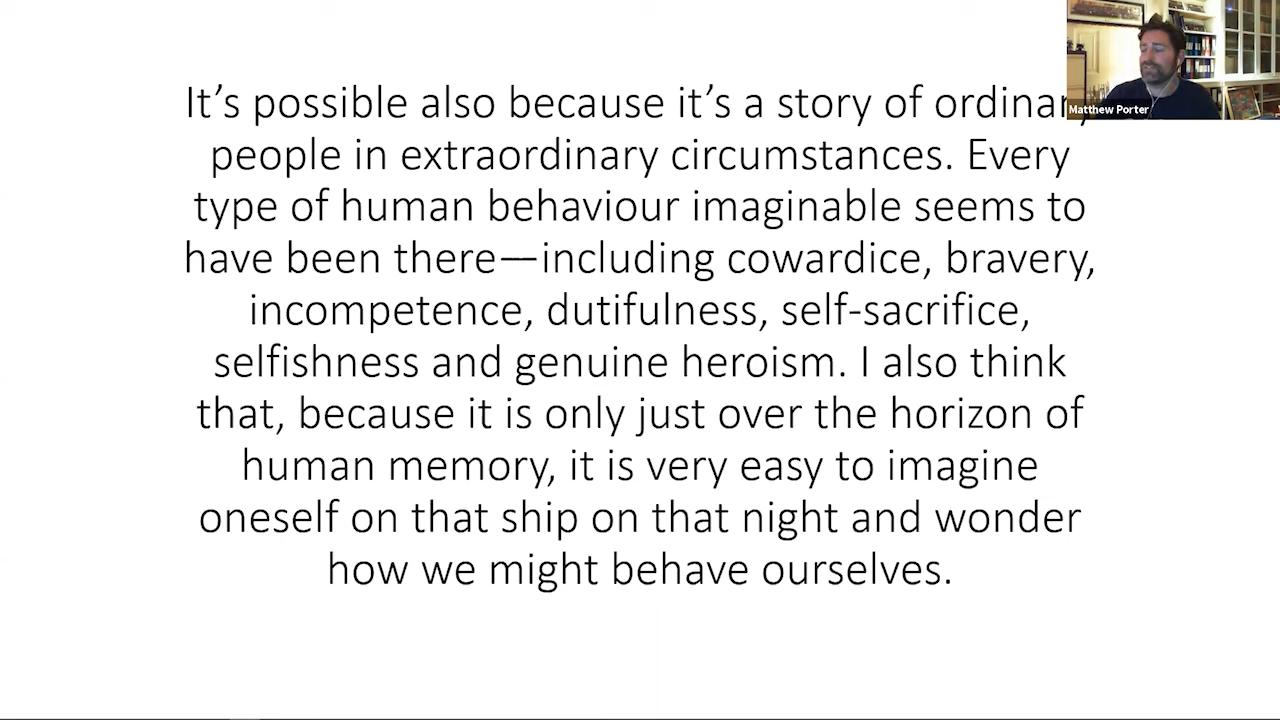 It’s possible also because it’s a story of ordinary
people in extraordinary circumstances. Every
type of human behaviour imaginable seems to
have been there—including cowardice, bravery,
incompetence, dutifulness, self-sacrifice,
selfishness and genuine heroism. I also think
that, because it is only just over the horizon of
human memory, it is very easy to imagine
oneself on that ship on that night and wonder
how we might behave ourselves.
Matthew Porter